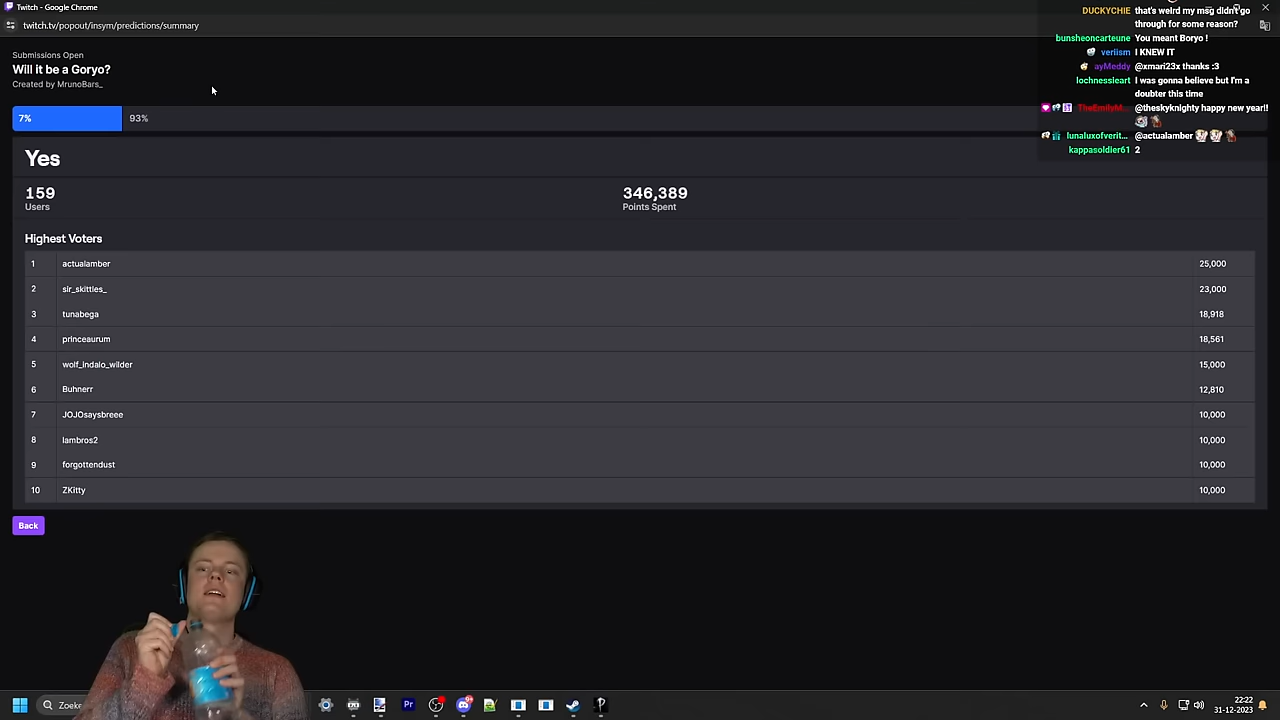 Twitch - Google Chrome
twitch.tv/popout/insym/predictions/summary
DUCKYCHIE that's weird my msg didn't go
through for some reason?
bunsheoncarteune You meant Boryo !
veriism I KNEW IT
ayMeddy @xmari23x thanks :3
lochnessleart I was gonna believe but I'm a
doubter this time
TheEmilyM... @theskyknighty happy new year!!
lunaluxofverit... @actualamber
kappasoldier61 2
Submissions Open
Will it be a Goryo?
Created by MrunoBars_
7% 93%
Yes
159 346,389
Users Points Spent
Highest Voters
1 actualamber 25,000
2 sir_skittles_ 23,000
3 tunabega 18,918
4 princeaurum 18,561
5 wolf_indalo_wilder 15,000
6 Buhnerr 12,810
7 JOJOsaysbreee 10,000
8 lambros2 10,000
9 forgottendust 10,000
10 ZKitty 10,000
Back
Zoeke
Pr
22:22
31-12-2023